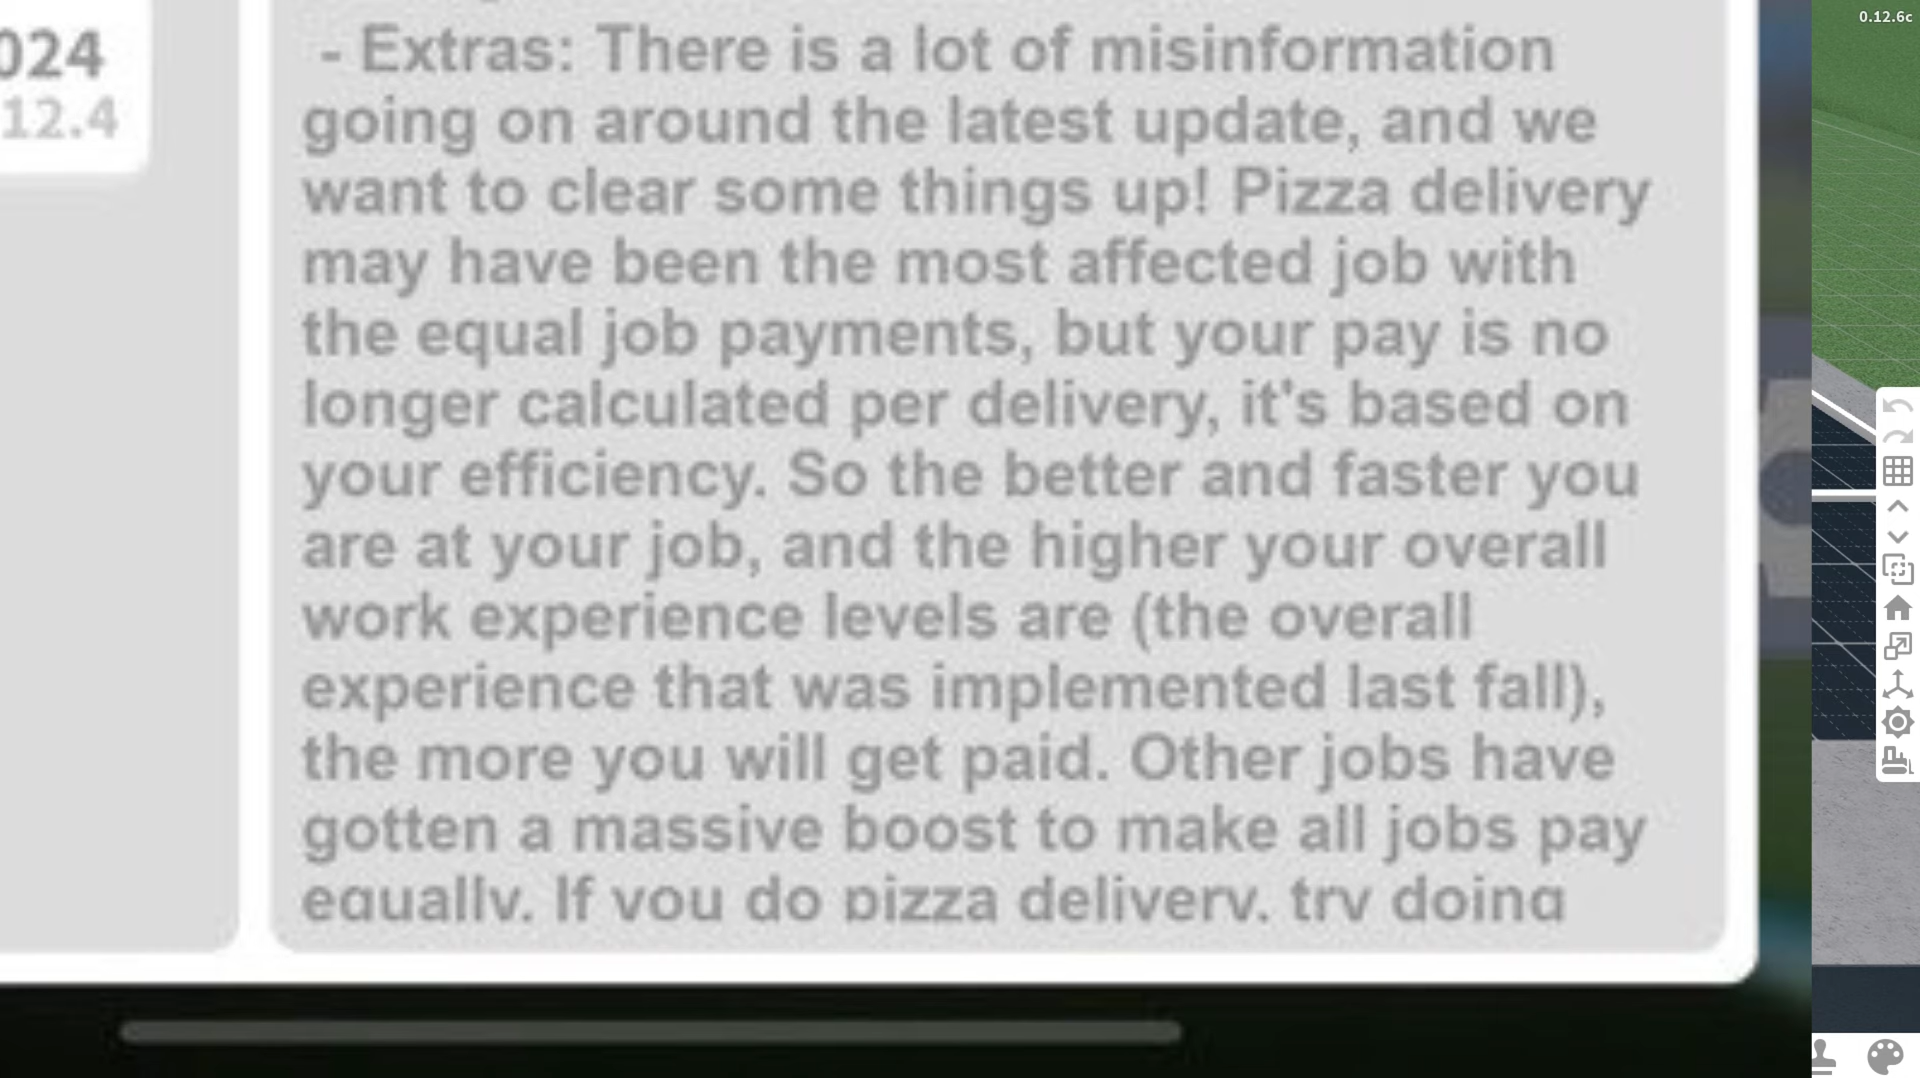 024
12.4
- Extras: There is a lot of misinformation
going on around the latest update, and we
want to clear some things up! Pizza delivery
may have been the most affected job with
the equal job payments, but your pay is no
longer calculated per delivery, it's based on
your efficiency. So the better and faster you
are at your job, and the higher your overall
work experience levels are (the overall
experience that was implemented last fall),
the more you will get paid. Other jobs have
gotten a massive boost to make all jobs pay
equally. If you do pizza delivery, try doing
0.12.6c